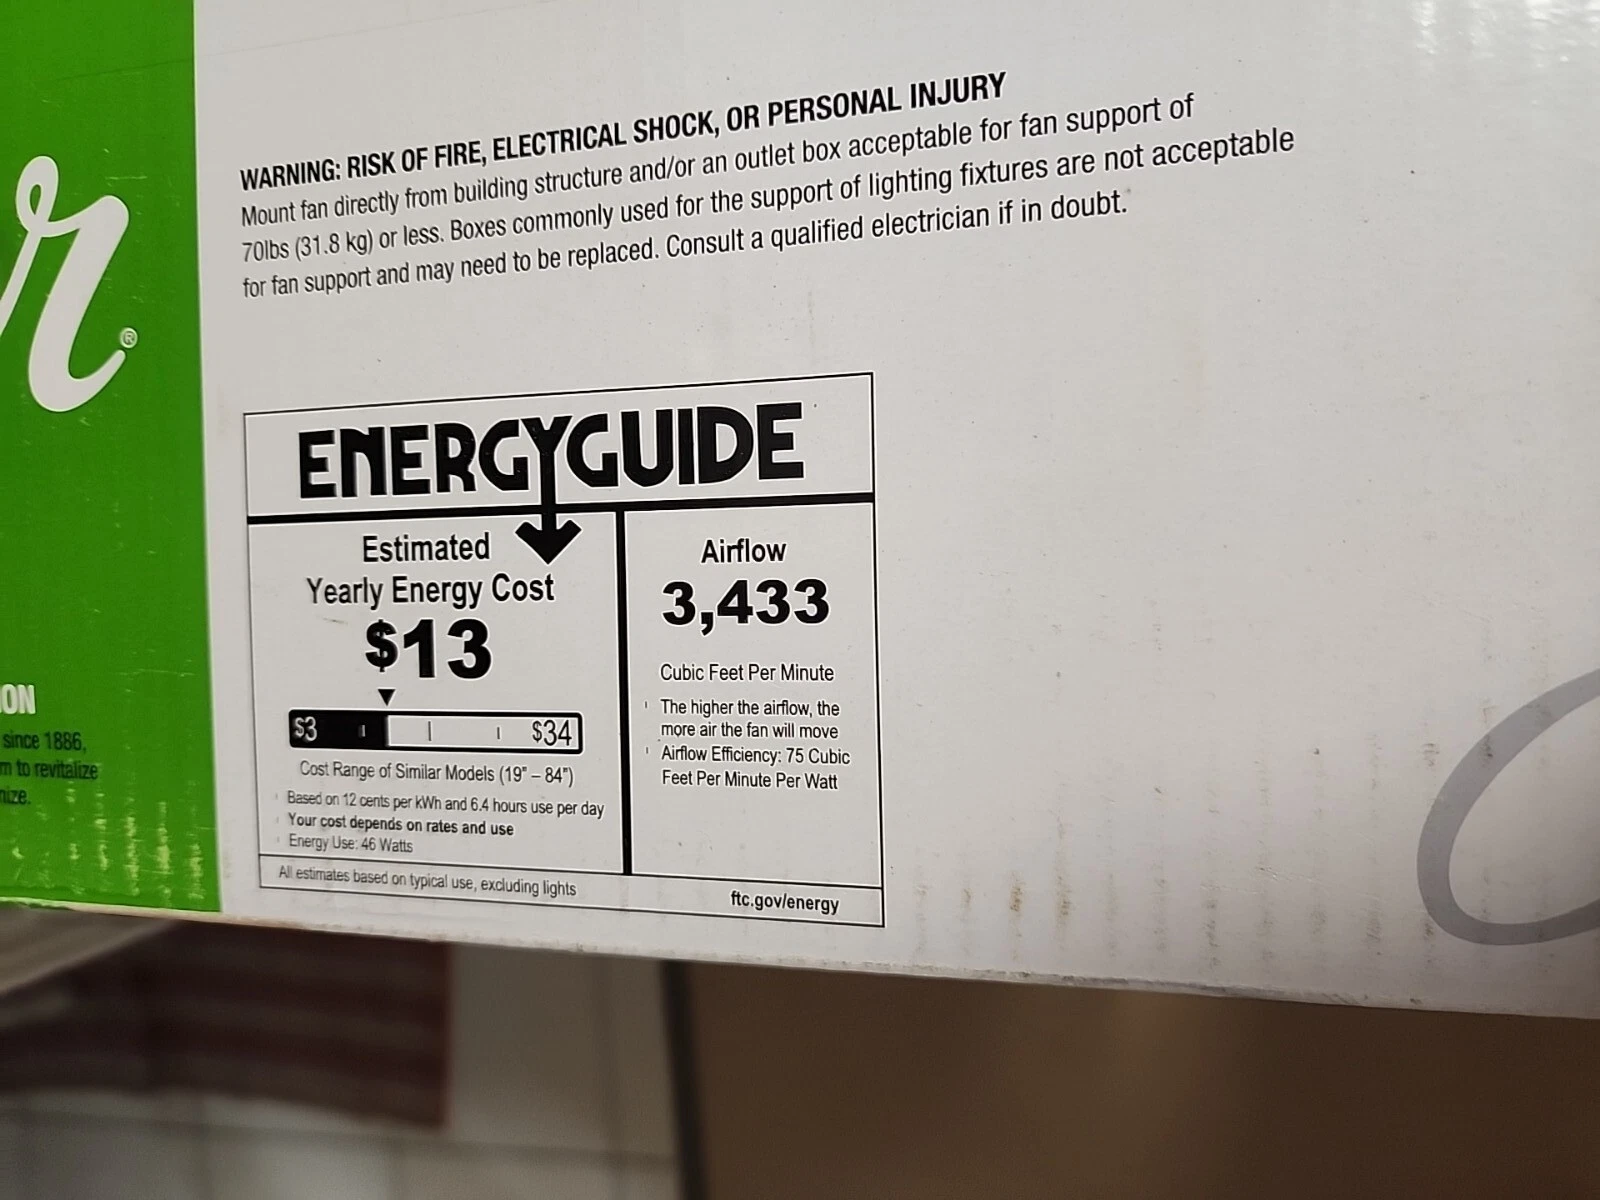 WARNING: RISK OF FIRE, ELECTRICAL SHOCK, OR PERSONAL INJURY
Mount fan directly from building structure and/or an outlet box acceptable for fan support of
70lbs (31.8 kg) or less. Boxes commonly used for the support of lighting fixtures are not acceptable
for fan support and may need to be replaced. Consult a qualified electrician if in doubt.
r®
ON
since 1886,
m to revitalize
nize.
ENERGYGUIDE
Estimated
Yearly Energy Cost
$13
$3 $34
Cost Range of Similar Models (19" – 84")
Based on 12 cents per kWh and 6.4 hours use per day
Your cost depends on rates and use
Energy Use: 46 Watts
All estimates based on typical use, excluding lights
Airflow
3,433
Cubic Feet Per Minute
The higher the airflow, the
more air the fan will move
Airflow Efficiency: 75 Cubic
Feet Per Minute Per Watt
ftc.gov/energy